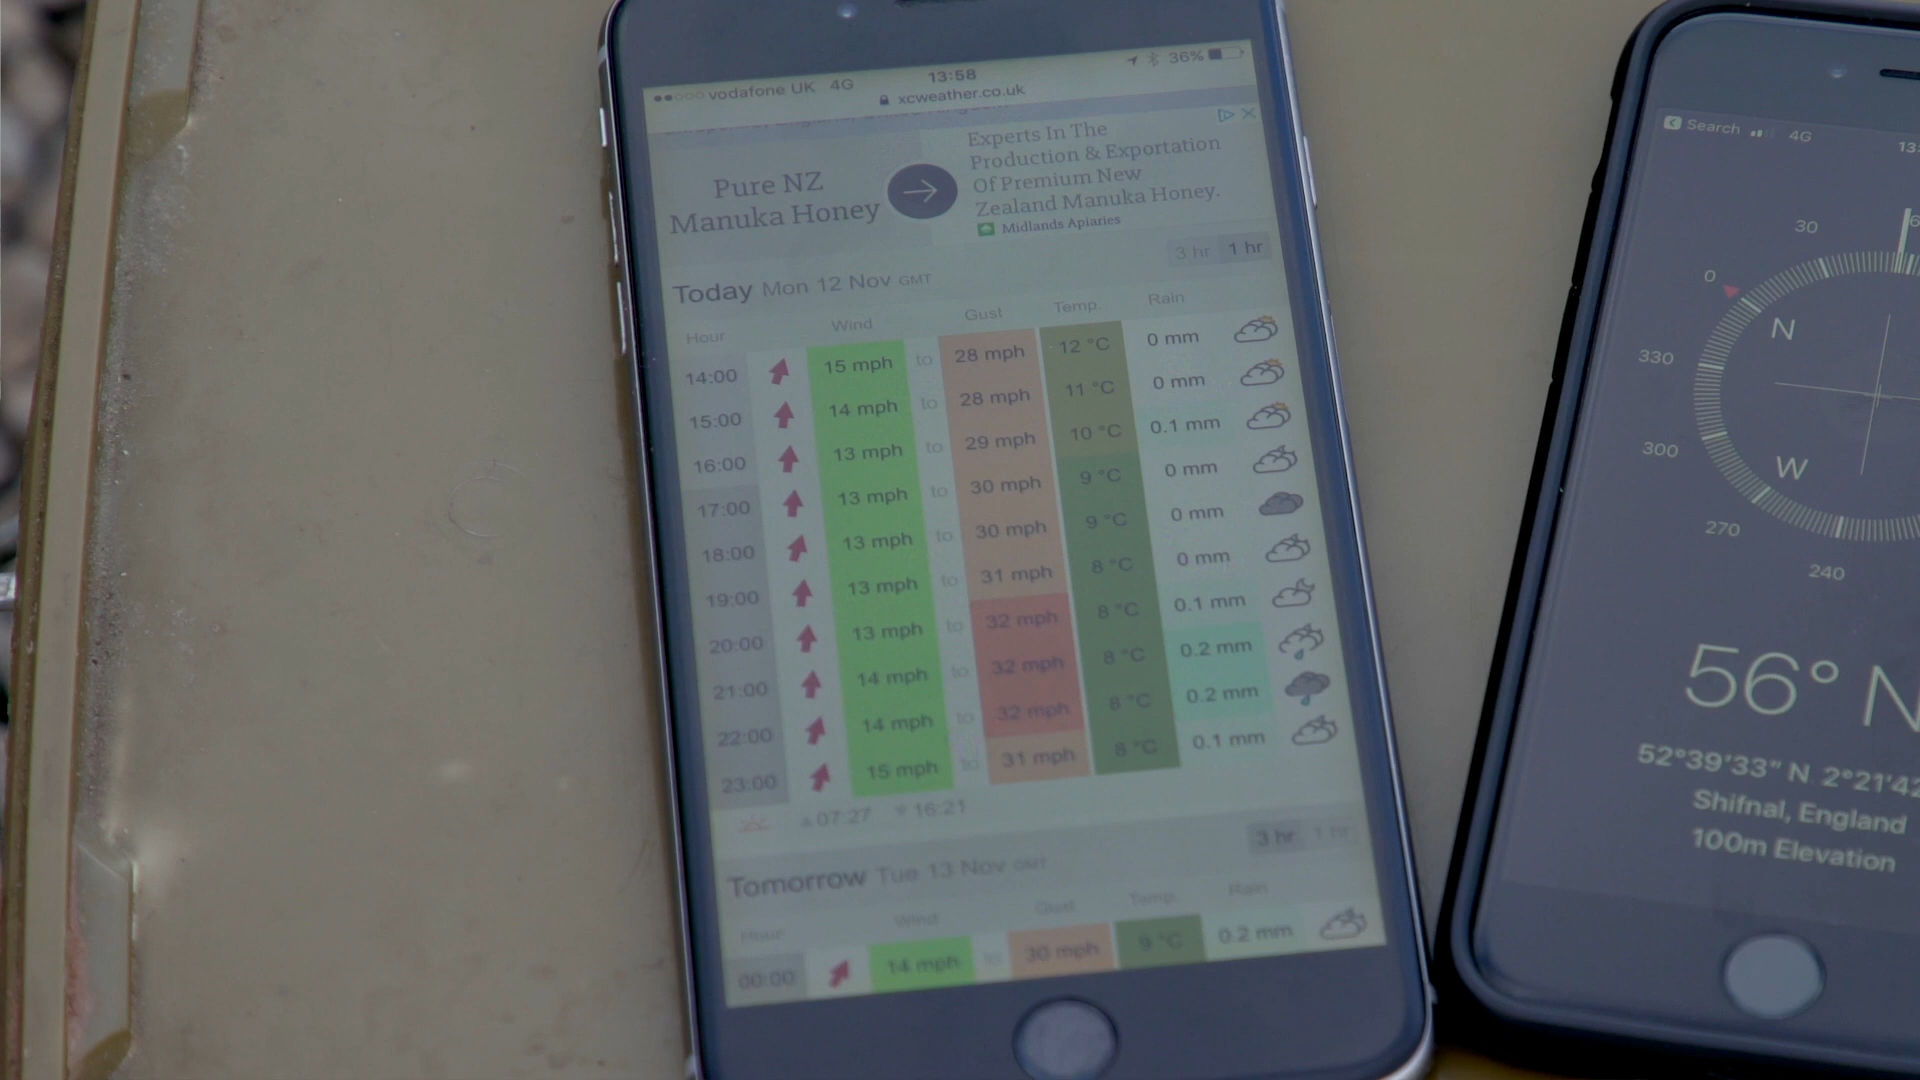 vodafone UK 4G 13:58 36%
xcweather.co.uk
Pure NZ
Manuka Honey
Experts In The
Production & Exportation
Of Premium New
Zealand Manuka Honey.
Midlands Apiaries
3 hr 1 hr
Today Mon 12 Nov GMT
Hour Wind Gust Temp. Rain
14:00 15 mph to 28 mph 12 °C 0 mm
15:00 14 mph to 28 mph 11 °C 0 mm
16:00 13 mph to 29 mph 10 °C 0.1 mm
17:00 13 mph to 30 mph 9 °C 0 mm
18:00 13 mph to 30 mph 9 °C 0 mm
19:00 13 mph to 31 mph 8 °C 0 mm
20:00 13 mph to 32 mph 8 °C 0.1 mm
21:00 14 mph to 32 mph 8 °C 0.2 mm
22:00 14 mph to 32 mph 8 °C 0.2 mm
23:00 15 mph to 31 mph 8 °C 0.1 mm
07:27 16:21
3 hr 1 hr
Tomorrow Tue 13 Nov GMT
Hour Wind Gust Temp. Rain
00:00 14 mph to 30 mph 9 °C 0.2 mm
Search 4G 13:
30
0
N
330
300
W
270
240
56° N
52°39'33" N 2°21'42
Shifnal, England
100m Elevation